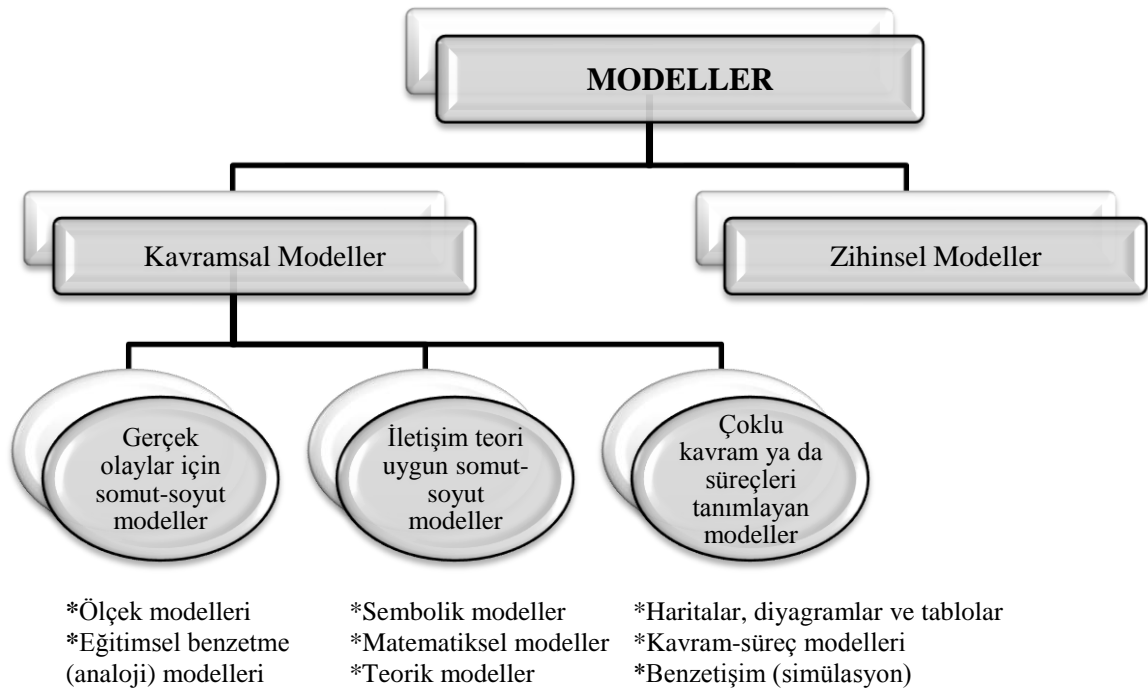 MODELLER
Kavramsal Modeller
Zihinsel Modeller
Gerçek
olaylar için
somut-soyut
modeller
İletişim teori
uygun somut-
soyut
modeller
Çoklu
kavram ya da
süreçleri
tanımlayan
modeller
*Ölçek modelleri
*Eğitimsel benzetme
(analoji) modelleri
*Sembolik modeller
*Matematiksel modeller
*Teorik modeller
*Haritalar, diyagramlar ve tablolar
*Kavram-süreç modelleri
*Benzetişim (simülasyon)